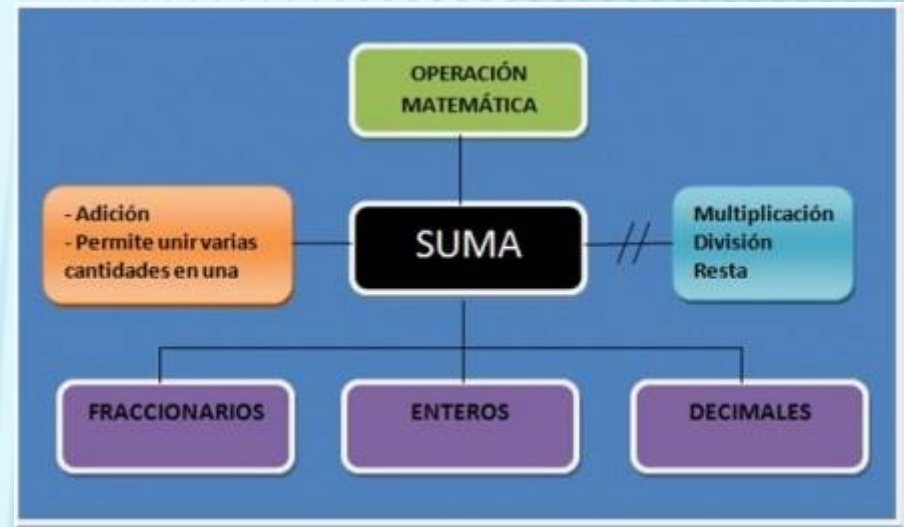 OPERACIÓN
MATEMÁTICA
- Adición
- Permite unir varias
cantidades en una
SUMA
Multiplicación
División
Resta
FRACCIONARIOS
ENTEROS
DECIMALES